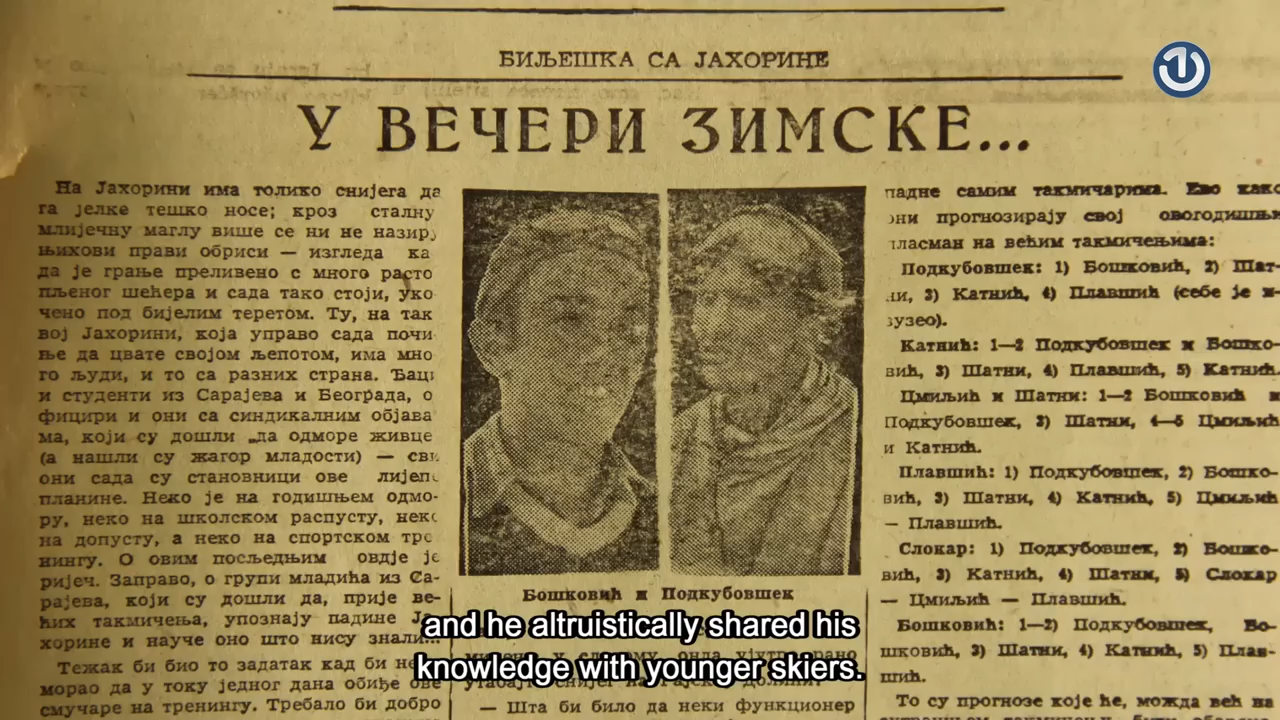 БИЉЕШКА СА ЈАХОРИНЕ
У ВЕЧЕРИ ЗИМСКЕ...
На Јахорини има толико снијега да
га јелке тешко носе; кроз сталну
млијечну маглу више се ни не назиру
њихови прави обриси — изгледа ка
да је грање преливено с много расто
пљеног шећера и сада тако стоји, уко
чено под бијелим теретом. Ту, на так
вој Јахорини, која управо сада почи
ње да цвате својом љепотом, има мно
го људи, и то са разних страна. Ђаци
и студенти из Сарајева и Београда, о
фицири и они са синдикалним објава
ма, који су дошли „да одморе живце
(а нашли су жагор младости) — сви
они сада су становници ове лијепе
планине. Неко је на годишњем одмо-
ру, неко на школском распусту, неко
на допусту, а неко на спортском тре
нингу. О овим посљедњим овдје је
ријеч. Заправо, о групи младића из Са-
рајева, који су дошли да, прије ве-
ћих такмичења, упознају падине Ја-
хорине и науче оно што нису знали...
Тежак би био то задатак кад би не
морао да у току једног дана обиђе ове
смучаре на тренингу. Требало би добро
Бошковић и Подкубовшек
— Шта би било да неки функционер
падне самим такмичарима. Ево како
они прогнозирају свој овогодишњи
пласман на већим такмичењима:
Подкубовшек: 1) Бошковић, 2) Шат-
ни, 3) Катнић, 4) Плавшић (себе је и-
зузео).
Катнић: 1—2 Подкубовшек и Бошко-
вић, 3) Шатни, 4) Плавшић, 5) Катнић.
Цмиљић и Шатни: 1—2 Бошковић и
Подкубовшек, 3) Шатни, 4—5 Цмиљић
и Катнић.
Плавшић: 1) Подкубовшек, 2) Бошко-
вић, 3) Шатни, 4) Катнић, 5) Цмиљић
— Плавшић.
Слокар: 1) Подкубовшек, 2) Бошко-
вић, 3) Катнић, 4) Шатни, 5) Слокар
— Цмиљић — Плавшић.
Бошковић: 1—2) Подкубовшек, Бо-
шковић, 3) Шатни, 4) Катнић, 5) Плав-
шић.
То су прогнозе које ће, можда већ на
and he altruistically shared his
knowledge with younger skiers.